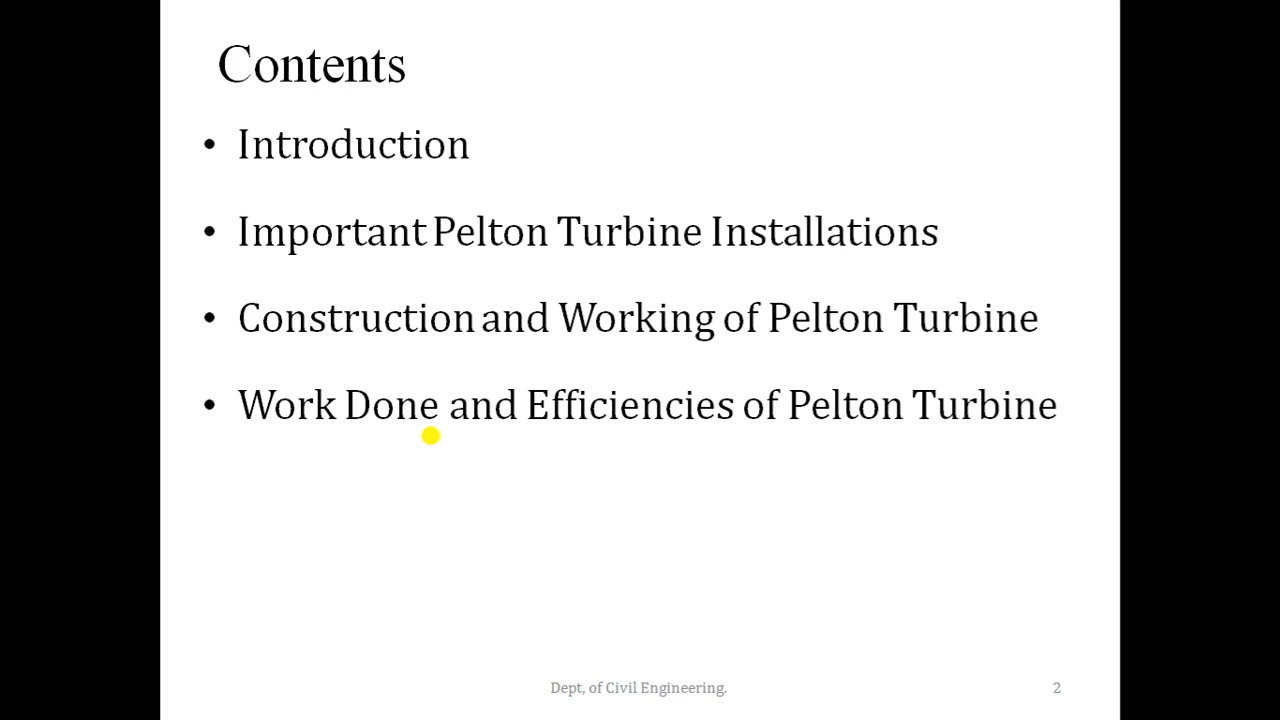 Contents
• Introduction
• Important Pelton Turbine Installations
• Construction and Working of Pelton Turbine
• Work Done and Efficiencies of Pelton Turbine
Dept, of Civil Engineering.
2